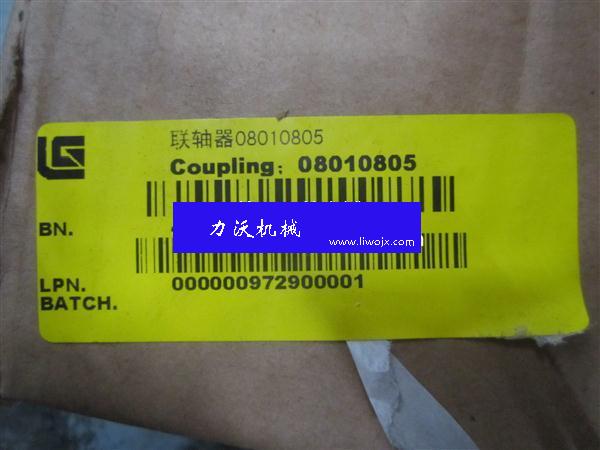 联轴器08010805
Coupling: 08010805
BN.
力沃机械
www.liwojx.com
LPN. 000000972900001
BATCH.